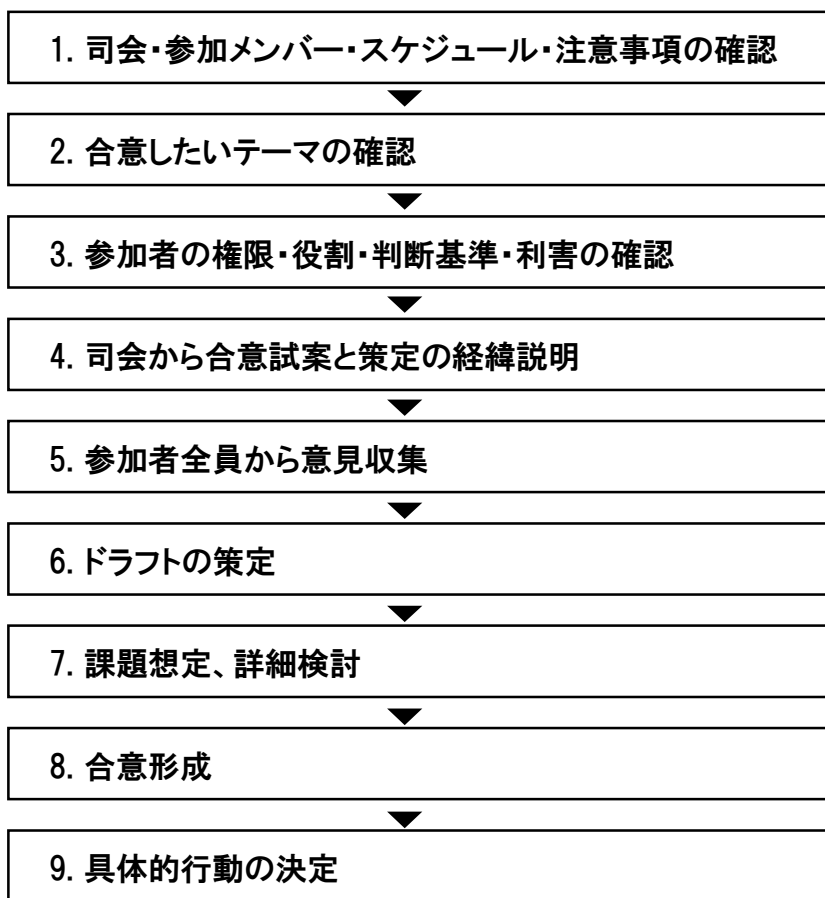 1. 司会・参加メンバー・スケジュール・注意事項の確認
2. 合意したいテーマの確認
3. 参加者の権限・役割・判断基準・利害の確認
4. 司会から合意試案と策定の経緯説明
5. 参加者全員から意見収集
6. ドラフトの策定
7. 課題想定、詳細検討
8. 合意形成
9. 具体的行動の決定